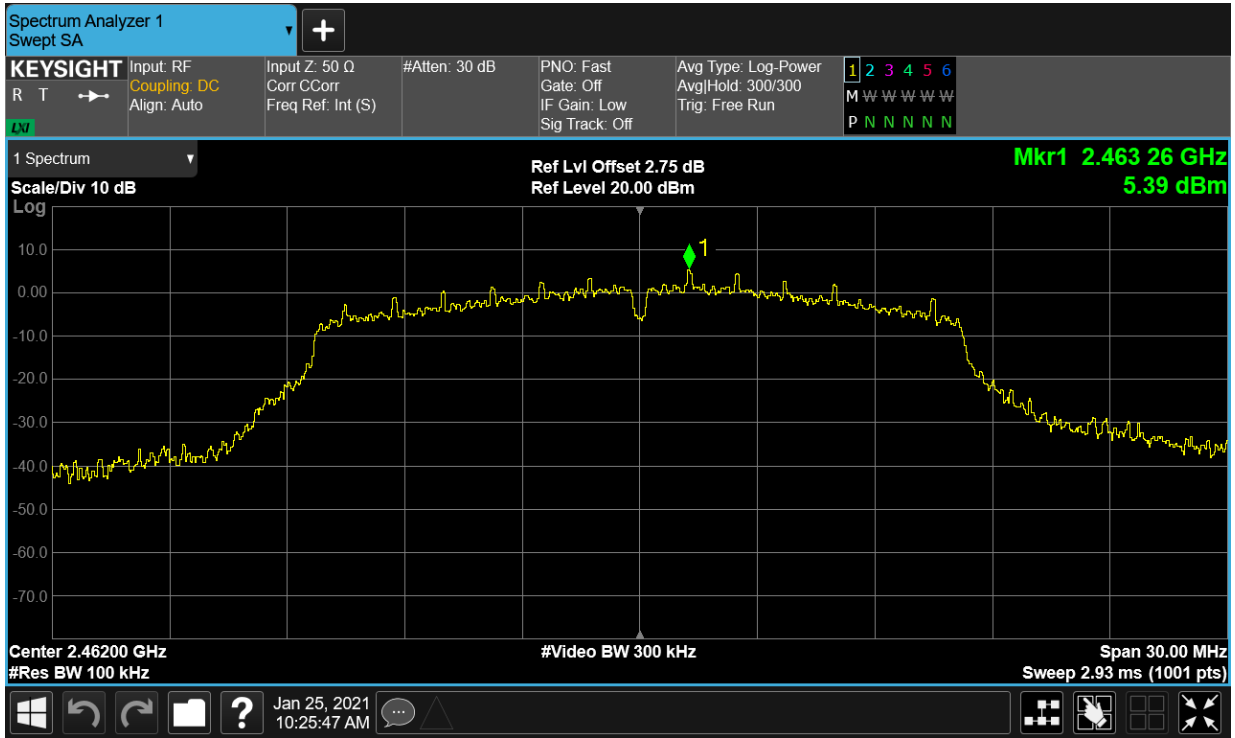 Spectrum Analyzer 1
Swept SA
+
KEYSIGHT
R T
LXI
Input: RF
Coupling: DC
Align: Auto
Input Z: 50 Ω
Corr CCorr
Freq Ref: Int (S)
#Atten: 30 dB
PNO: Fast
Gate: Off
IF Gain: Low
Sig Track: Off
Avg Type: Log-Power
Avg|Hold: 300/300
Trig: Free Run
1 2 3 4 5 6
M W W W W W
P N N N N N
1 Spectrum
Scale/Div 10 dB
Log
Ref Lvl Offset 2.75 dB
Ref Level 20.00 dBm
Mkr1 2.463 26 GHz
5.39 dBm
1
10.0
0.00
-10.0
-20.0
-30.0
-40.0
-50.0
-60.0
-70.0
Center 2.46200 GHz
#Res BW 100 kHz
#Video BW 300 kHz
Span 30.00 MHz
Sweep 2.93 ms (1001 pts)
?
Jan 25, 2021
10:25:47 AM